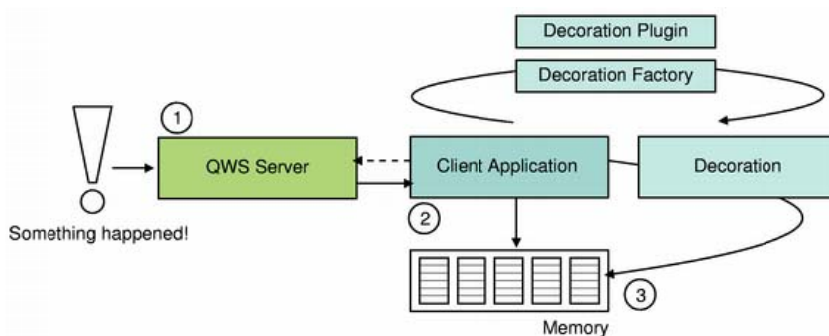 Decoration Plugin
Decoration Factory
1
QWS Server
Client Application
Decoration
2
Something happened!
3
Memory